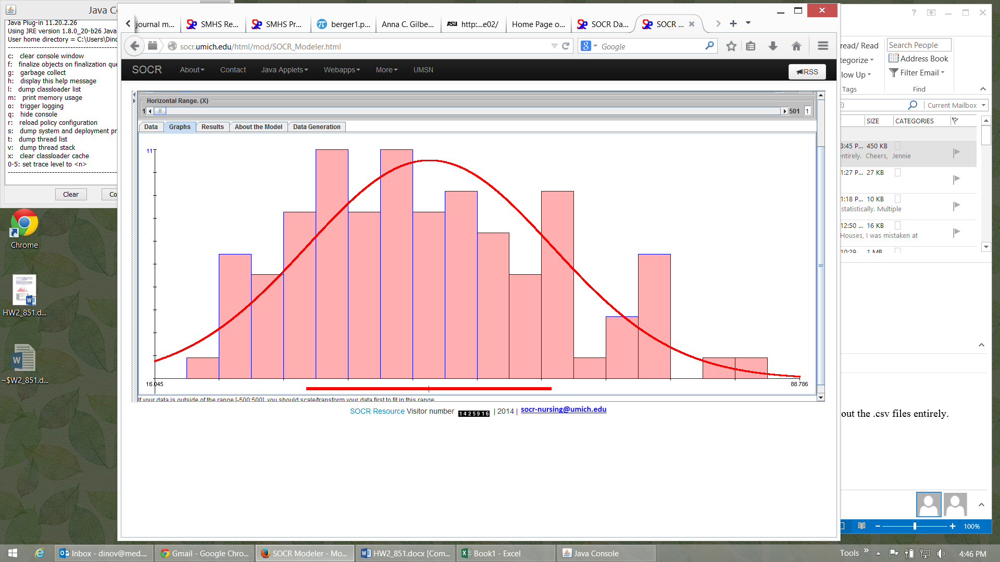 Java Co
Java Plug-in 11.20.2.26
Using JRE version 1.8.0_20-b26 Java
User home directory = C:\Users\Dino
c: clear console window
f: finalize objects on finalization que
g: garbage collect
h: display this help message
l: dump classloader list
m: print memory usage
o: trigger logging
q: hide console
r: reload policy configuration
s: dump system and deployment pr
t: dump thread list
v: dump thread stack
x: clear classloader cache
0-5: set trace level to <n>
Clear Co
Chrome
HW2_851.d...
~$W2_851.d...
journal m... SMHS Re... SMHS Pr... berger1.p... Anna C. Gilbe... ASU http:...e02/ Home Page o... SOCR Da... SOCR ...
socr.umich.edu/html/mod/SOCR_Modeler.html
Google
SOCR About Contact Java Applets Webapps More UMSN RSS
Horizontal Range. (X)
1 501 1
Data Graphs Results About the Model Data Generation
11
16.045 88.786
If your data is outside of the range [-500:500], you should scale/transform your data first to fit in this range
SOCR Resource Visitor number 1425916 | 2014 | socr-nursing@umich.edu
read/ Read
tegorize
low Up
Tags
Search People
Address Book
Filter Email
Find
Current Mailbox
SIZE CATEGORIES
3:45 P... 450 KB
entirely. Cheers, Jennie
1:27 P... 27 KB
1:18 P... 10 KB
statistically. Multiple
12:50 ... 16 KB
Houses, I was mistaken at
10:29 1 MB
out the .csv files entirely.
100%
Inbox - dinov@med.... Gmail - Google Chro... SOCR Modeler - Mo... HW2_851.docx [Com... Book1 - Excel Java Console Tools 4:46 PM